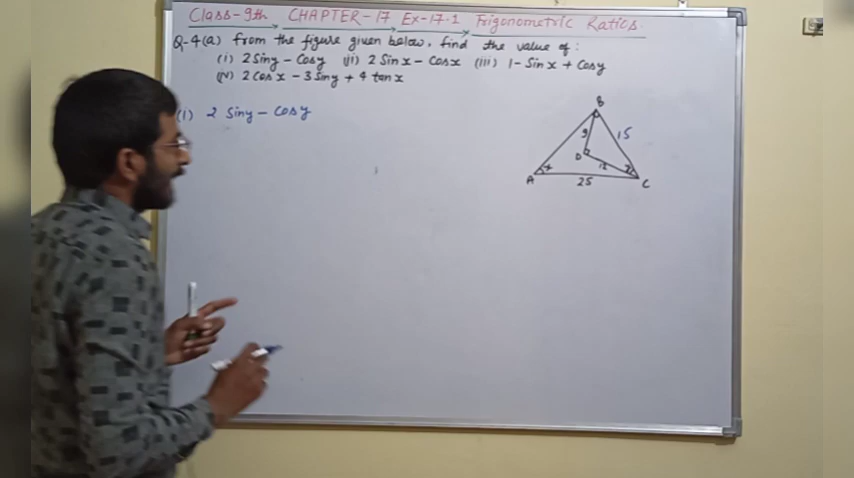 Class-9th CHAPTER-17 Ex-17.1 Trigonometric Ratios
Q-4(a) From the figure given below, find the value of :
(i) 2 Siny - Cosy (ii) 2 Sin x - Cos x (iii) 1 - Sin x + Cosy
(iv) 2 Cos x - 3 Siny + 4 tan x
(i) 2 Siny - Cosy
B
9 15
D
12
x y
A 25 C